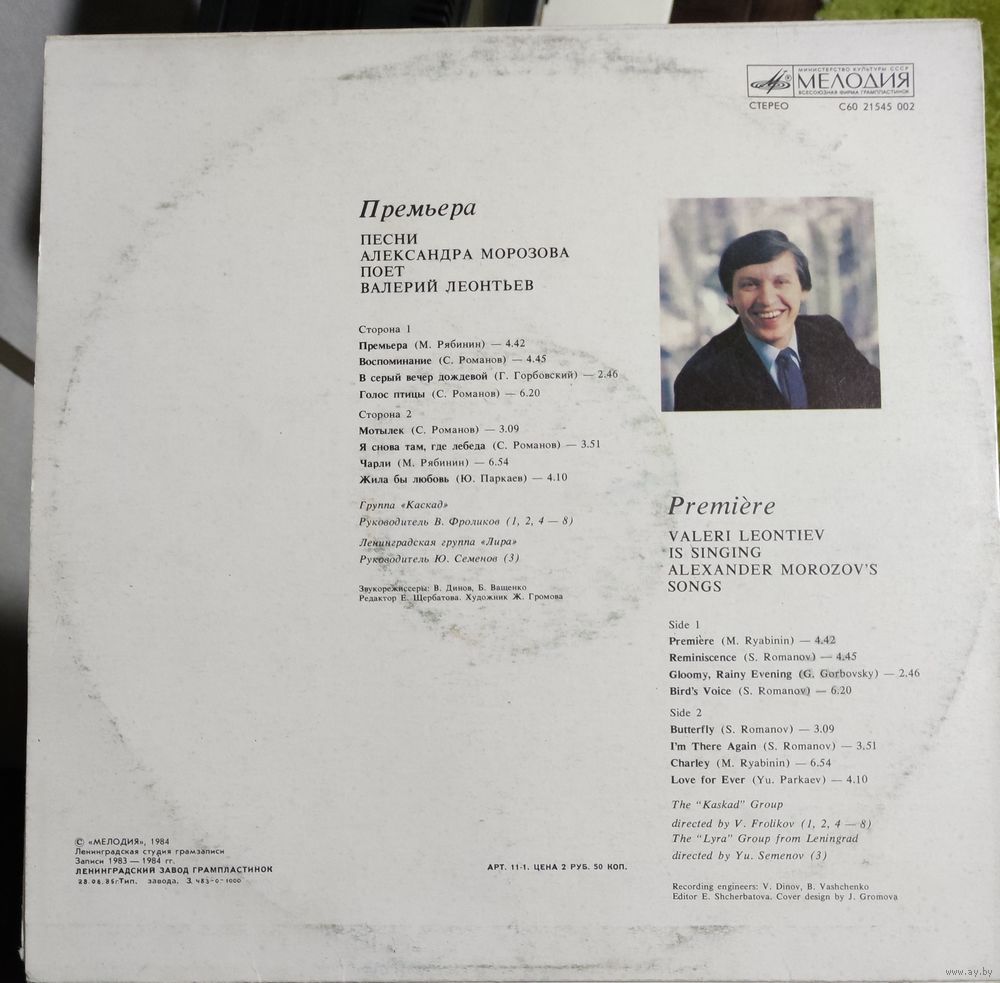 МИНИСТЕРСТВО КУЛЬТУРЫ СССР
МЕЛОДИЯ
ВСЕСОЮЗНАЯ ФИРМА ГРАМПЛАСТИНОК
СТЕРЕО С60 21545 002
Премьера
ПЕСНИ
АЛЕКСАНДРА МОРОЗОВА
ПОЕТ
ВАЛЕРИЙ ЛЕОНТЬЕВ
Сторона 1
Премьера (М. Рябинин) — 4.42
Воспоминание (С. Романов) — 4.45
В серый вечер дождевой (Г. Горбовский) — 2.46
Голос птицы (С. Романов) — 6.20
Сторона 2
Мотылек (С. Романов) — 3.09
Я снова там, где лебеда (С. Романов) — 3.51
Чарли (М. Рябинин) — 6.54
Жила бы любовь (Ю. Паркаев) — 4.10
Группа «Каскад»
Руководитель В. Фроликов (1, 2, 4 — 8)
Ленинградская группа «Лира»
Руководитель Ю. Семенов (3)
Звукорежиссеры: В. Динов, Б. Ващенко
Редактор Е. Щербатова. Художник Ж. Громова
Première
VALERI LEONTIEV
IS SINGING
ALEXANDER MOROZOV'S
SONGS
Side 1
Première (M. Ryabinin) — 4.42
Reminiscence (S. Romanov) — 4.45
Gloomy, Rainy Evening (G. Gorbovsky) — 2.46
Bird's Voice (S. Romanov) — 6.20
Side 2
Butterfly (S. Romanov) — 3.09
I'm There Again (S. Romanov) — 3.51
Charley (M. Ryabinin) — 6.54
Love for Ever (Yu. Parkaev) — 4.10
The "Kaskad" Group
directed by V. Frolikov (1, 2, 4 — 8)
The "Lyra" Group from Leningrad
directed by Yu. Semenov (3)
Recording engineers: V. Dinov, B. Vashchenko
Editor E. Shcherbatova. Cover design by J. Gromova
© «МЕЛОДИЯ», 1984
Ленинградская студия грамзаписи
Записи 1983 — 1984 гг.
ЛЕНИНГРАДСКИЙ ЗАВОД ГРАМПЛАСТИНОК
28.08.85г. Тип. завода. З. 483-0-1000
АРТ. 11-1. ЦЕНА 2 РУБ. 50 КОП.
www.ay.by